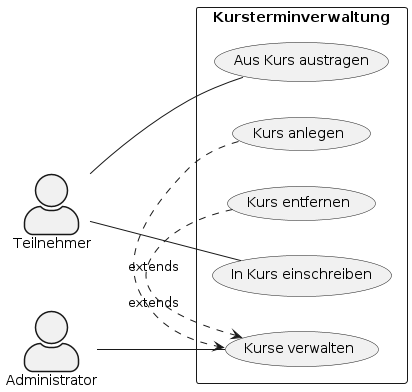 Kursterminverwaltung
Aus Kurs austragen
Kurs anlegen
Kurs entfernen
Teilnehmer
In Kurs einschreiben
extends
extends
Kurse verwalten
Administrator